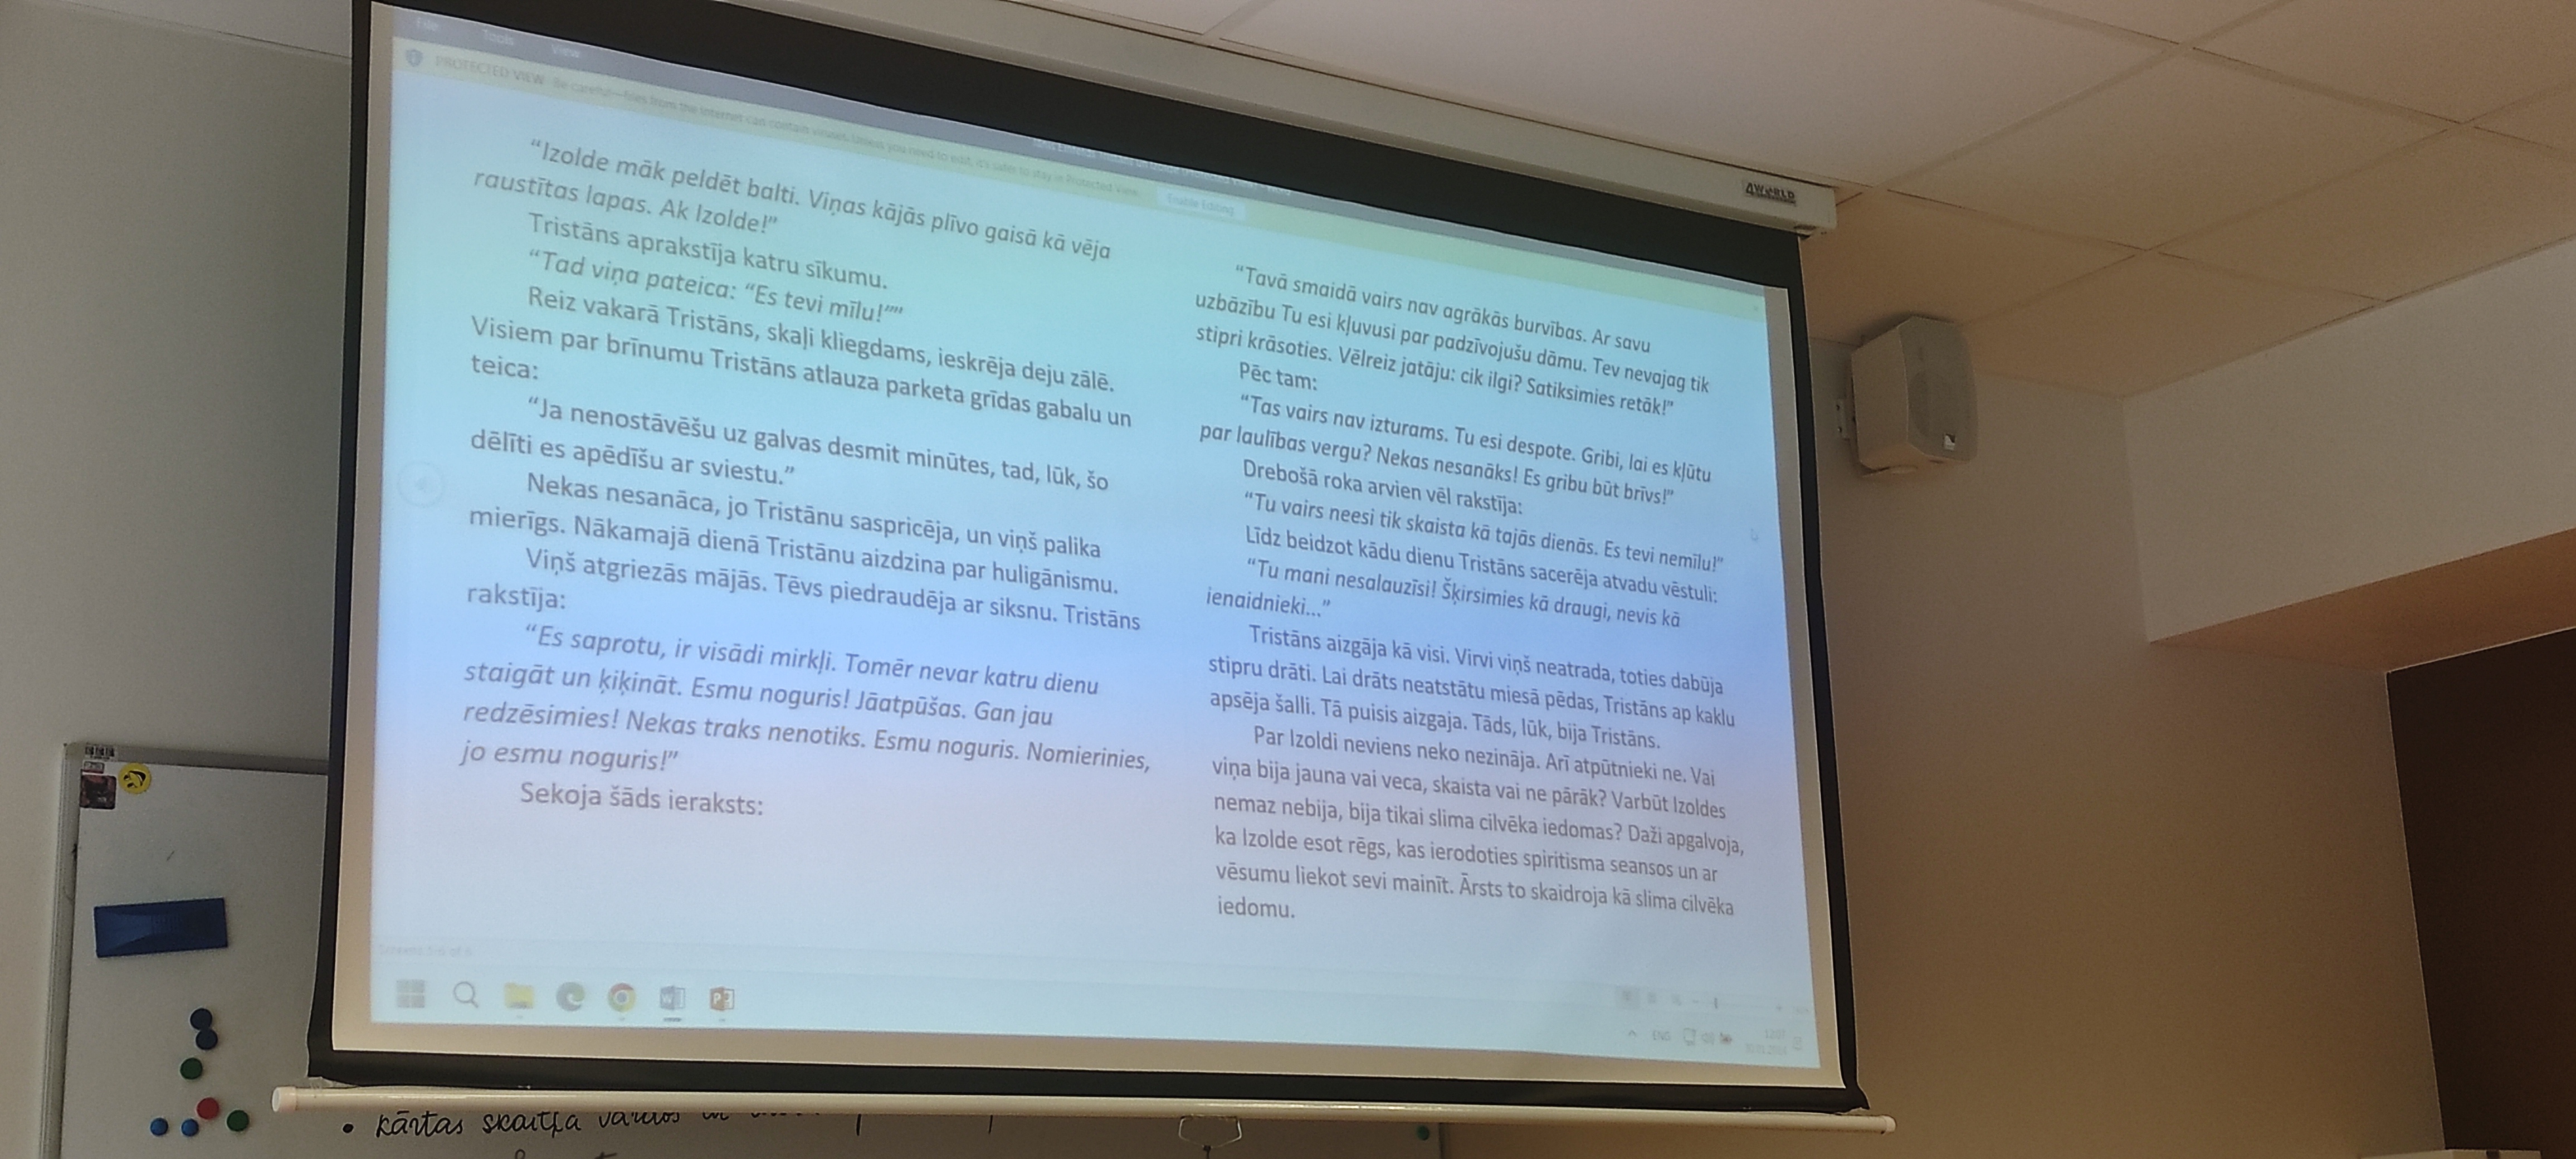 File Tools View
PROTECTED VIEW Be careful—files from the Internet can contain viruses. Unless you need to edit, it's safer to stay in Protected View. Enable Editing
“Izolde māk peldēt balti. Viņas kājās plīvo gaisā kā vēja
raustītas lapas. Ak Izolde!”
Tristāns aprakstīja katru sīkumu.
“Tad viņa pateica: “Es tevi mīlu!””
Reiz vakarā Tristāns, skaļi kliegdams, ieskrēja deju zālē.
Visiem par brīnumu Tristāns atlauza parketa grīdas gabalu un
teica:
“Ja nenostāvēšu uz galvas desmit minūtes, tad, lūk, šo
dēlīti es apēdīšu ar sviestu.”
Nekas nesanāca, jo Tristānu saspricēja, un viņš palika
mierīgs. Nākamajā dienā Tristānu aizdzina par huligānismu.
Viņš atgriezās mājās. Tēvs piedraudēja ar siksnu. Tristāns
rakstīja:
“Es saprotu, ir visādi mirkļi. Tomēr nevar katru dienu
staigāt un ķiķināt. Esmu noguris! Jāatpūšas. Gan jau
redzēsimies! Nekas traks nenotiks. Esmu noguris. Nomierinies,
jo esmu noguris!”
Sekoja šāds ieraksts:
“Tavā smaidā vairs nav agrākās burvības. Ar savu
uzbāzību Tu esi kļuvusi par padzīvojušu dāmu. Tev nevajag tik
stipri krāsoties. Vēlreiz jatāju: cik ilgi? Satiksimies retāk!”
Pēc tam:
“Tas vairs nav izturams. Tu esi despote. Gribi, lai es kļūtu
par laulības vergu? Nekas nesanāks! Es gribu būt brīvs!”
Drebošā roka arvien vēl rakstīja:
“Tu vairs neesi tik skaista kā tajās dienās. Es tevi nemīlu!”
Līdz beidzot kādu dienu Tristāns sacerēja atvadu vēstuli:
“Tu mani nesalauzīsi! Šķirsimies kā draugi, nevis kā
ienaidnieki...”
Tristāns aizgāja kā visi. Virvi viņš neatrada, toties dabūja
stipru drāti. Lai drāts neatstātu miesā pēdas, Tristāns ap kaklu
apsēja šalli. Tā puisis aizgaja. Tāds, lūk, bija Tristāns.
Par Izoldi neviens neko nezināja. Arī atpūtnieki ne. Vai
viņa bija jauna vai veca, skaista vai ne pārāk? Varbūt Izoldes
nemaz nebija, bija tikai slima cilvēka iedomas? Daži apgalvoja,
ka Izolde esot rēgs, kas ierodoties spiritisma seansos un ar
vēsumu liekot sevi mainīt. Ārsts to skaidroja kā slima cilvēka
iedomu.
ENG
4WORLD
• kārtas skaitļa vārdos